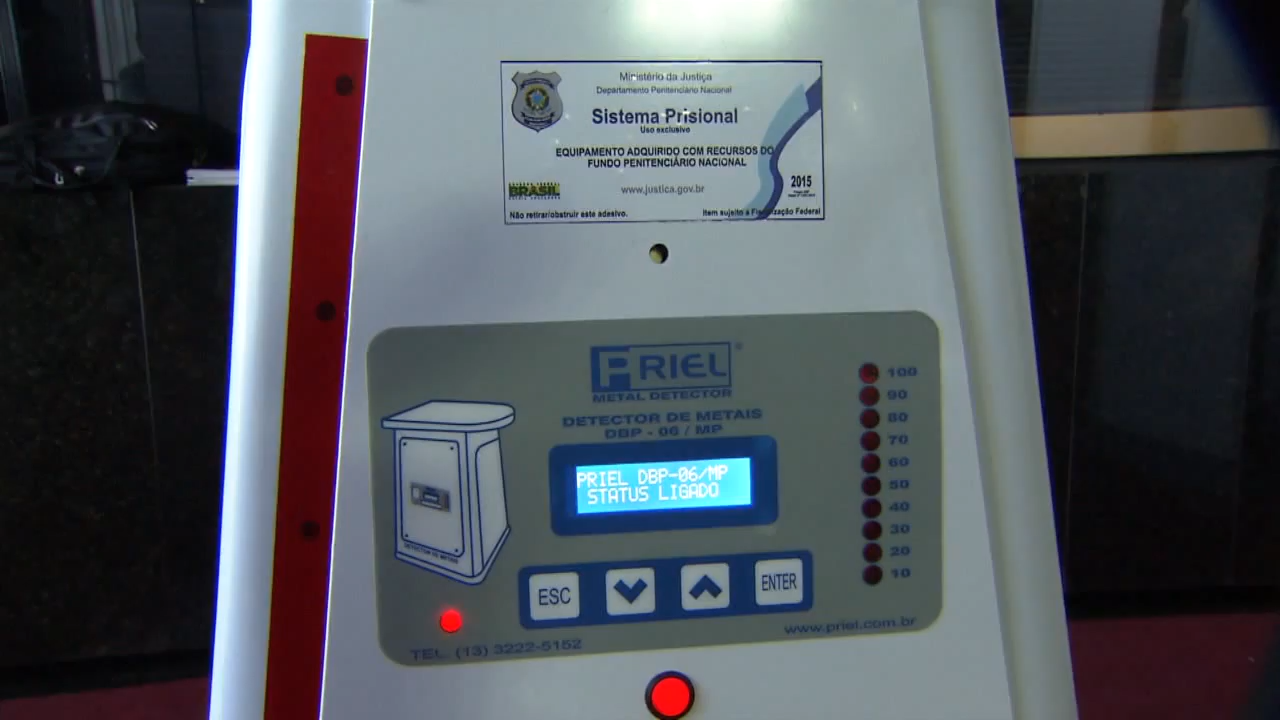 Ministério da Justiça
Departamento Penitenciário Nacional
Sistema Prisional
Uso exclusivo
EQUIPAMENTO ADQUIRIDO COM RECURSOS DO
FUNDO PENITENCIÁRIO NACIONAL
BRASIL
www.justica.gov.br
2015
Não retirar/obstruir este adesivo.
Item sujeito a Fiscalização Federal
PRIEL
METAL DETECTOR
DETECTOR DE METAIS
DBP - 06 / MP
PRIEL DBP-06/MP
STATUS LIGADO
100
90
80
70
60
50
40
30
20
10
DETECTOR DE METAIS
ESC
ENTER
TEL. (13) 3222-5152
www.priel.com.br